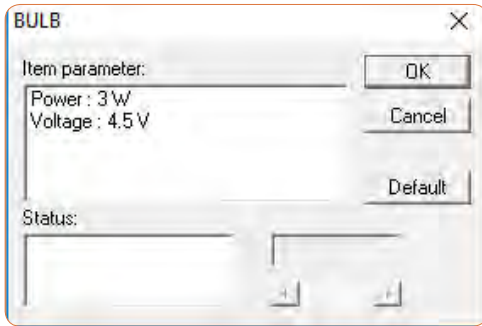 BULB
Item parameter:
Power : 3 W
Voltage : 4.5 V
OK
Cancel
Default
Status: